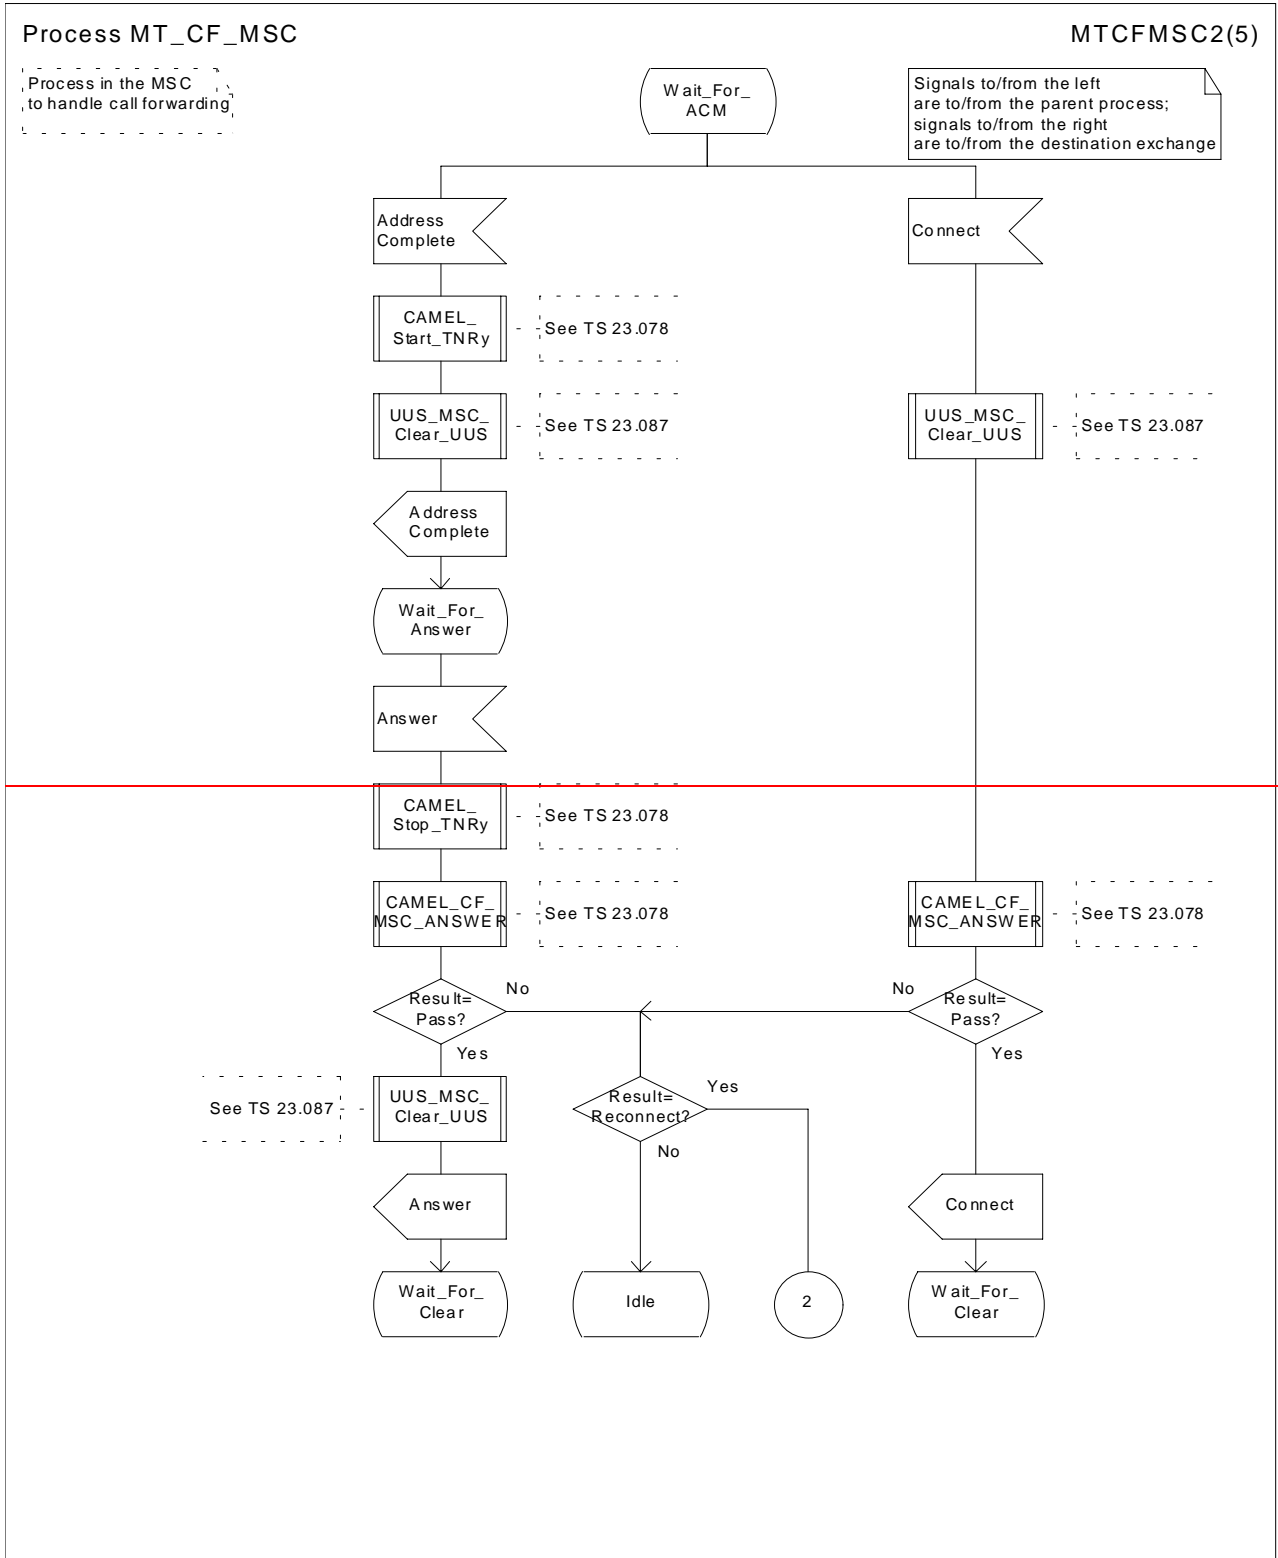 Process MT_CF_MSC
MTCFMSC2(5)
Process in the MSC
to handle call forwarding
Wait_For_
ACM
Signals to/from the left
are to/from the parent process;
signals to/from the right
are to/from the destination exchange
Address
Complete
Connect
CAMEL_
Start_TNRy
See TS 23.078
UUS_MSC_
Clear_UUS
See TS 23.087
UUS_MSC_
Clear_UUS
See TS 23.087
Address
Complete
Wait_For_
Answer
Answer
CAMEL_
Stop_TNRy
See TS 23.078
CAMEL_CF_
MSC_ANSWER
See TS 23.078
CAMEL_CF_
MSC_ANSWER
See TS 23.078
Result=
Pass?
No
No
Result=
Pass?
Yes
Yes
See TS 23.087
UUS_MSC_
Clear_UUS
Result=
Reconnect?
Yes
No
Answer
Connect
Wait_For_
Clear
Idle
2
Wait_For_
Clear